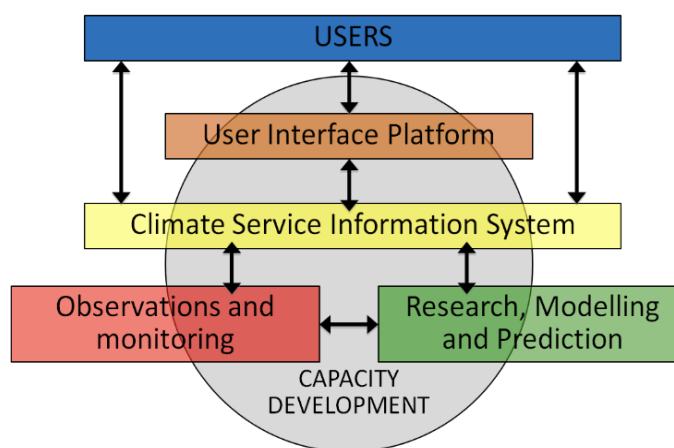 USERS
User Interface Platform
Climate Service Information System
Observations and
monitoring
Research, Modelling
and Prediction
CAPACITY
DEVELOPMENT